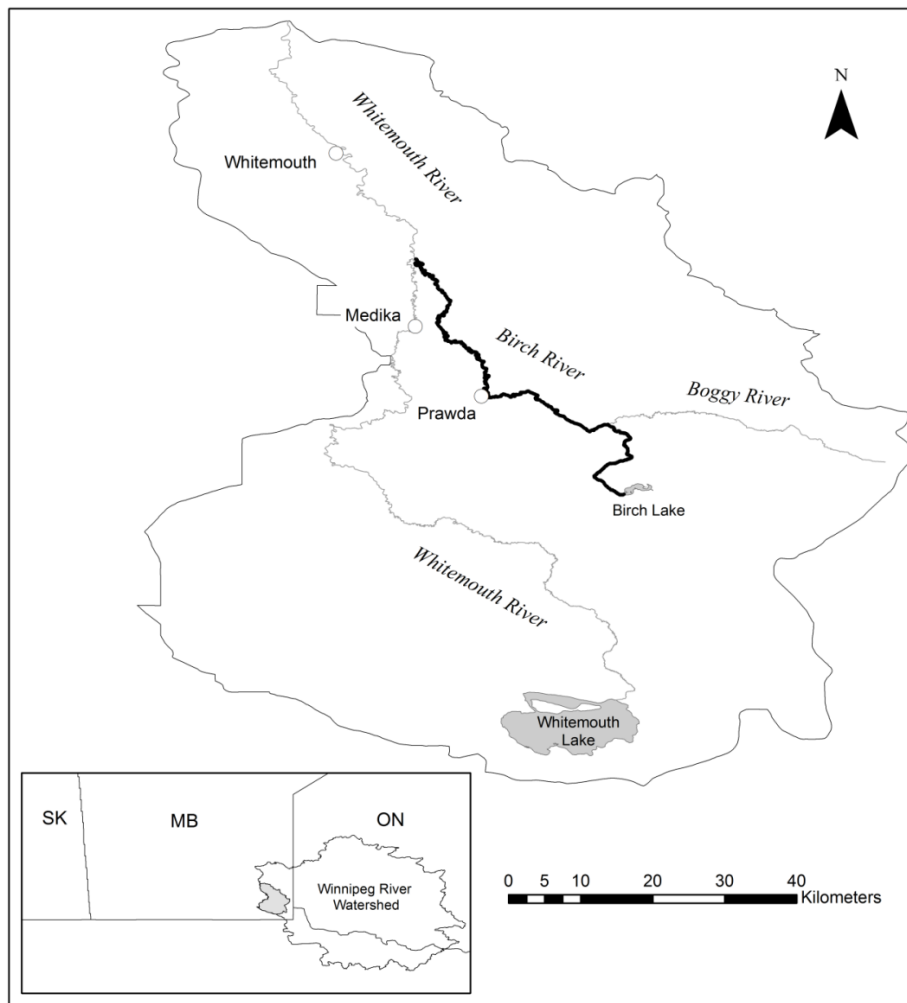 N
Whitemouth River
Whitemouth
Medika
Birch River
Boggy River
Prawda
Birch Lake
Whitemouth River
Whitemouth
Lake
SK
MB
ON
Winnipeg River
Watershed
0 5 10 20 30 40
Kilometers